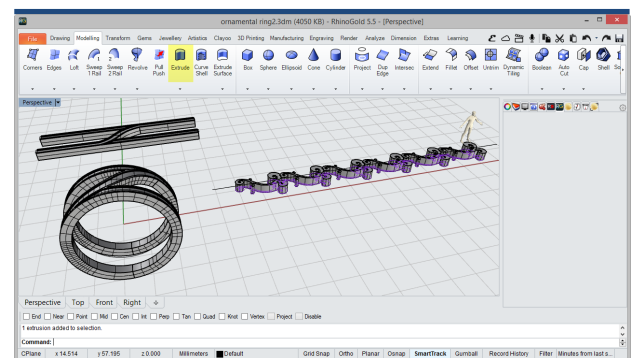 ornamental ring2.3dm (4050 KB) - RhinoGold 5.5 - [Perspective]
File Drawing Modelling Transform Gems Jewellery Artistics Clayoo 3D Printing Manufacturing Engraving Render Analyze Dimension Extras Learning
Corners Edges Loft Sweep 1 Rail Sweep 2 Rail Revolve Pull Push Extrude Curve Shell Extrude Surface Box Sphere Ellipsoid Cone Cylinder Project Dup Edge Intersec Extend Fillet Offset Untrim Dynamic Tiling Boolean Auto Cut Cap Shell So
Perspective
Perspective Top Front Right
End Near Point Mid Cen Int Perp Tan Quad Knot Vertex Project Disable
1 extrusion added to selection.
Command:
CPlane x 14.514 y 57.195 z 0.000 Millimeters Default Grid Snap Ortho Planar Osnap SmartTrack Gumball Record History Filter Minutes from last s...